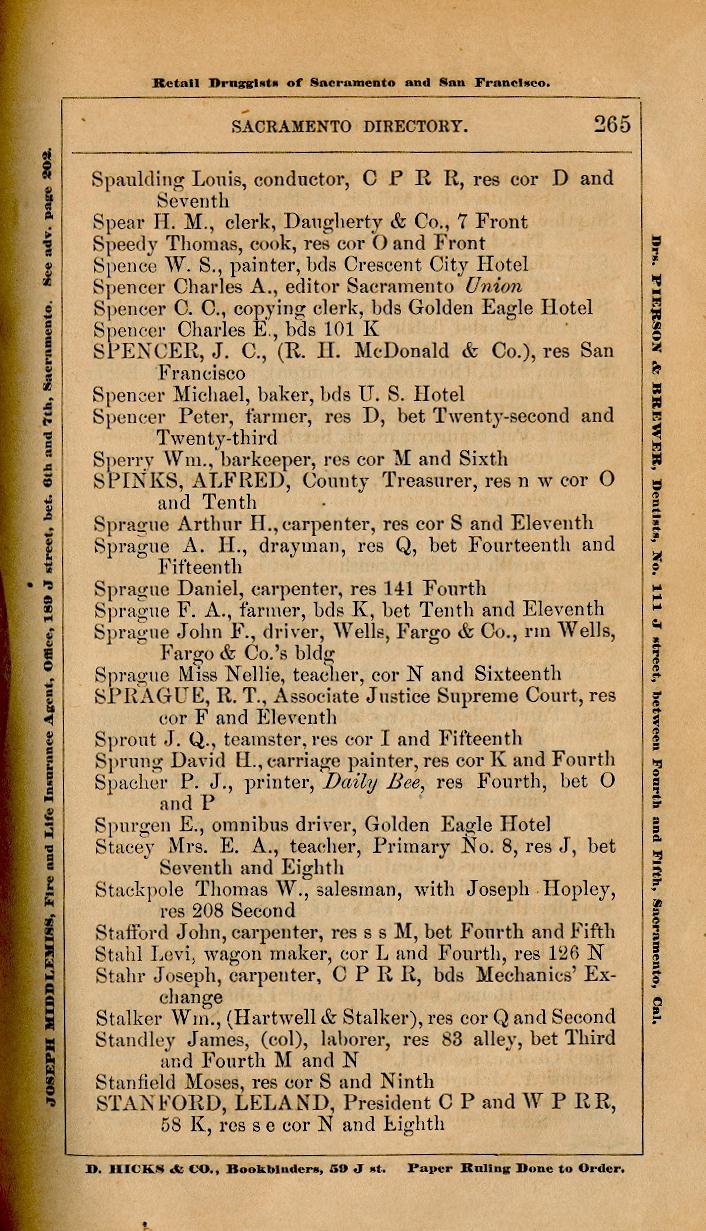 Retail Druggists of Sacramento and San Francisco.
SACRAMENTO DIRECTORY. 265
Spaulding Louis, conductor, C P R R, res cor D and
Seventh
Spear H. M., clerk, Daugherty & Co., 7 Front
Speedy Thomas, cook, res cor O and Front
Spence W. S., painter, bds Crescent City Hotel
Spencer Charles A., editor Sacramento Union
Spencer C. C., copying clerk, bds Golden Eagle Hotel
Spencer Charles E., bds 101 K
SPENCER, J. C., (R. H. McDonald & Co.), res San
Francisco
Spencer Michael, baker, bds U. S. Hotel
Spencer Peter, farmer, res D, bet Twenty-second and
Twenty-third
Sperry Wm., barkeeper, res cor M and Sixth
SPINKS, ALFRED, County Treasurer, res n w cor O
and Tenth
Sprague Arthur H., carpenter, res cor S and Eleventh
Sprague A. H., drayman, res Q, bet Fourteenth and
Fifteenth
Sprague Daniel, carpenter, res 141 Fourth
Sprague F. A., farmer, bds K, bet Tenth and Eleventh
Sprague John F., driver, Wells, Fargo & Co., rm Wells,
Fargo & Co.'s bldg
Sprague Miss Nellie, teacher, cor N and Sixteenth
SPRAGUE, R. T., Associate Justice Supreme Court, res
cor F and Eleventh
Sprout J. Q., teamster, res cor I and Fifteenth
Sprung David H., carriage painter, res cor K and Fourth
Spacher P. J., printer, Daily Bee, res Fourth, bet O
and P
Spurgen E., omnibus driver, Golden Eagle Hotel
Stacey Mrs. E. A., teacher, Primary No. 8, res J, bet
Seventh and Eighth
Stackpole Thomas W., salesman, with Joseph Hopley,
res 208 Second
Stafford John, carpenter, res s s M, bet Fourth and Fifth
Stahl Levi, wagon maker, cor L and Fourth, res 126 N
Stahr Joseph, carpenter, C P R R, bds Mechanics' Ex-
change
Stalker Wm., (Hartwell & Stalker), res cor Q and Second
Standley James, (col), laborer, res 83 alley, bet Third
and Fourth M and N
Stanfield Moses, res cor S and Ninth
STANFORD, LELAND, President C P and W P R R,
58 K, res s e cor N and Eighth
D. HICKS & CO., Bookbinders, 59 J st. Paper Ruling Done to Order.
JOSEPH MIDDLEMISS, Fire and Life Insurance Agent, Office, 189 J street, bet. 6th and 7th, Sacramento. See adv. page 202.
Drs. PIERSON & BREWER, Dentists, No. 111 J street, between Fourth and Fifth, Sacramento, Cal.